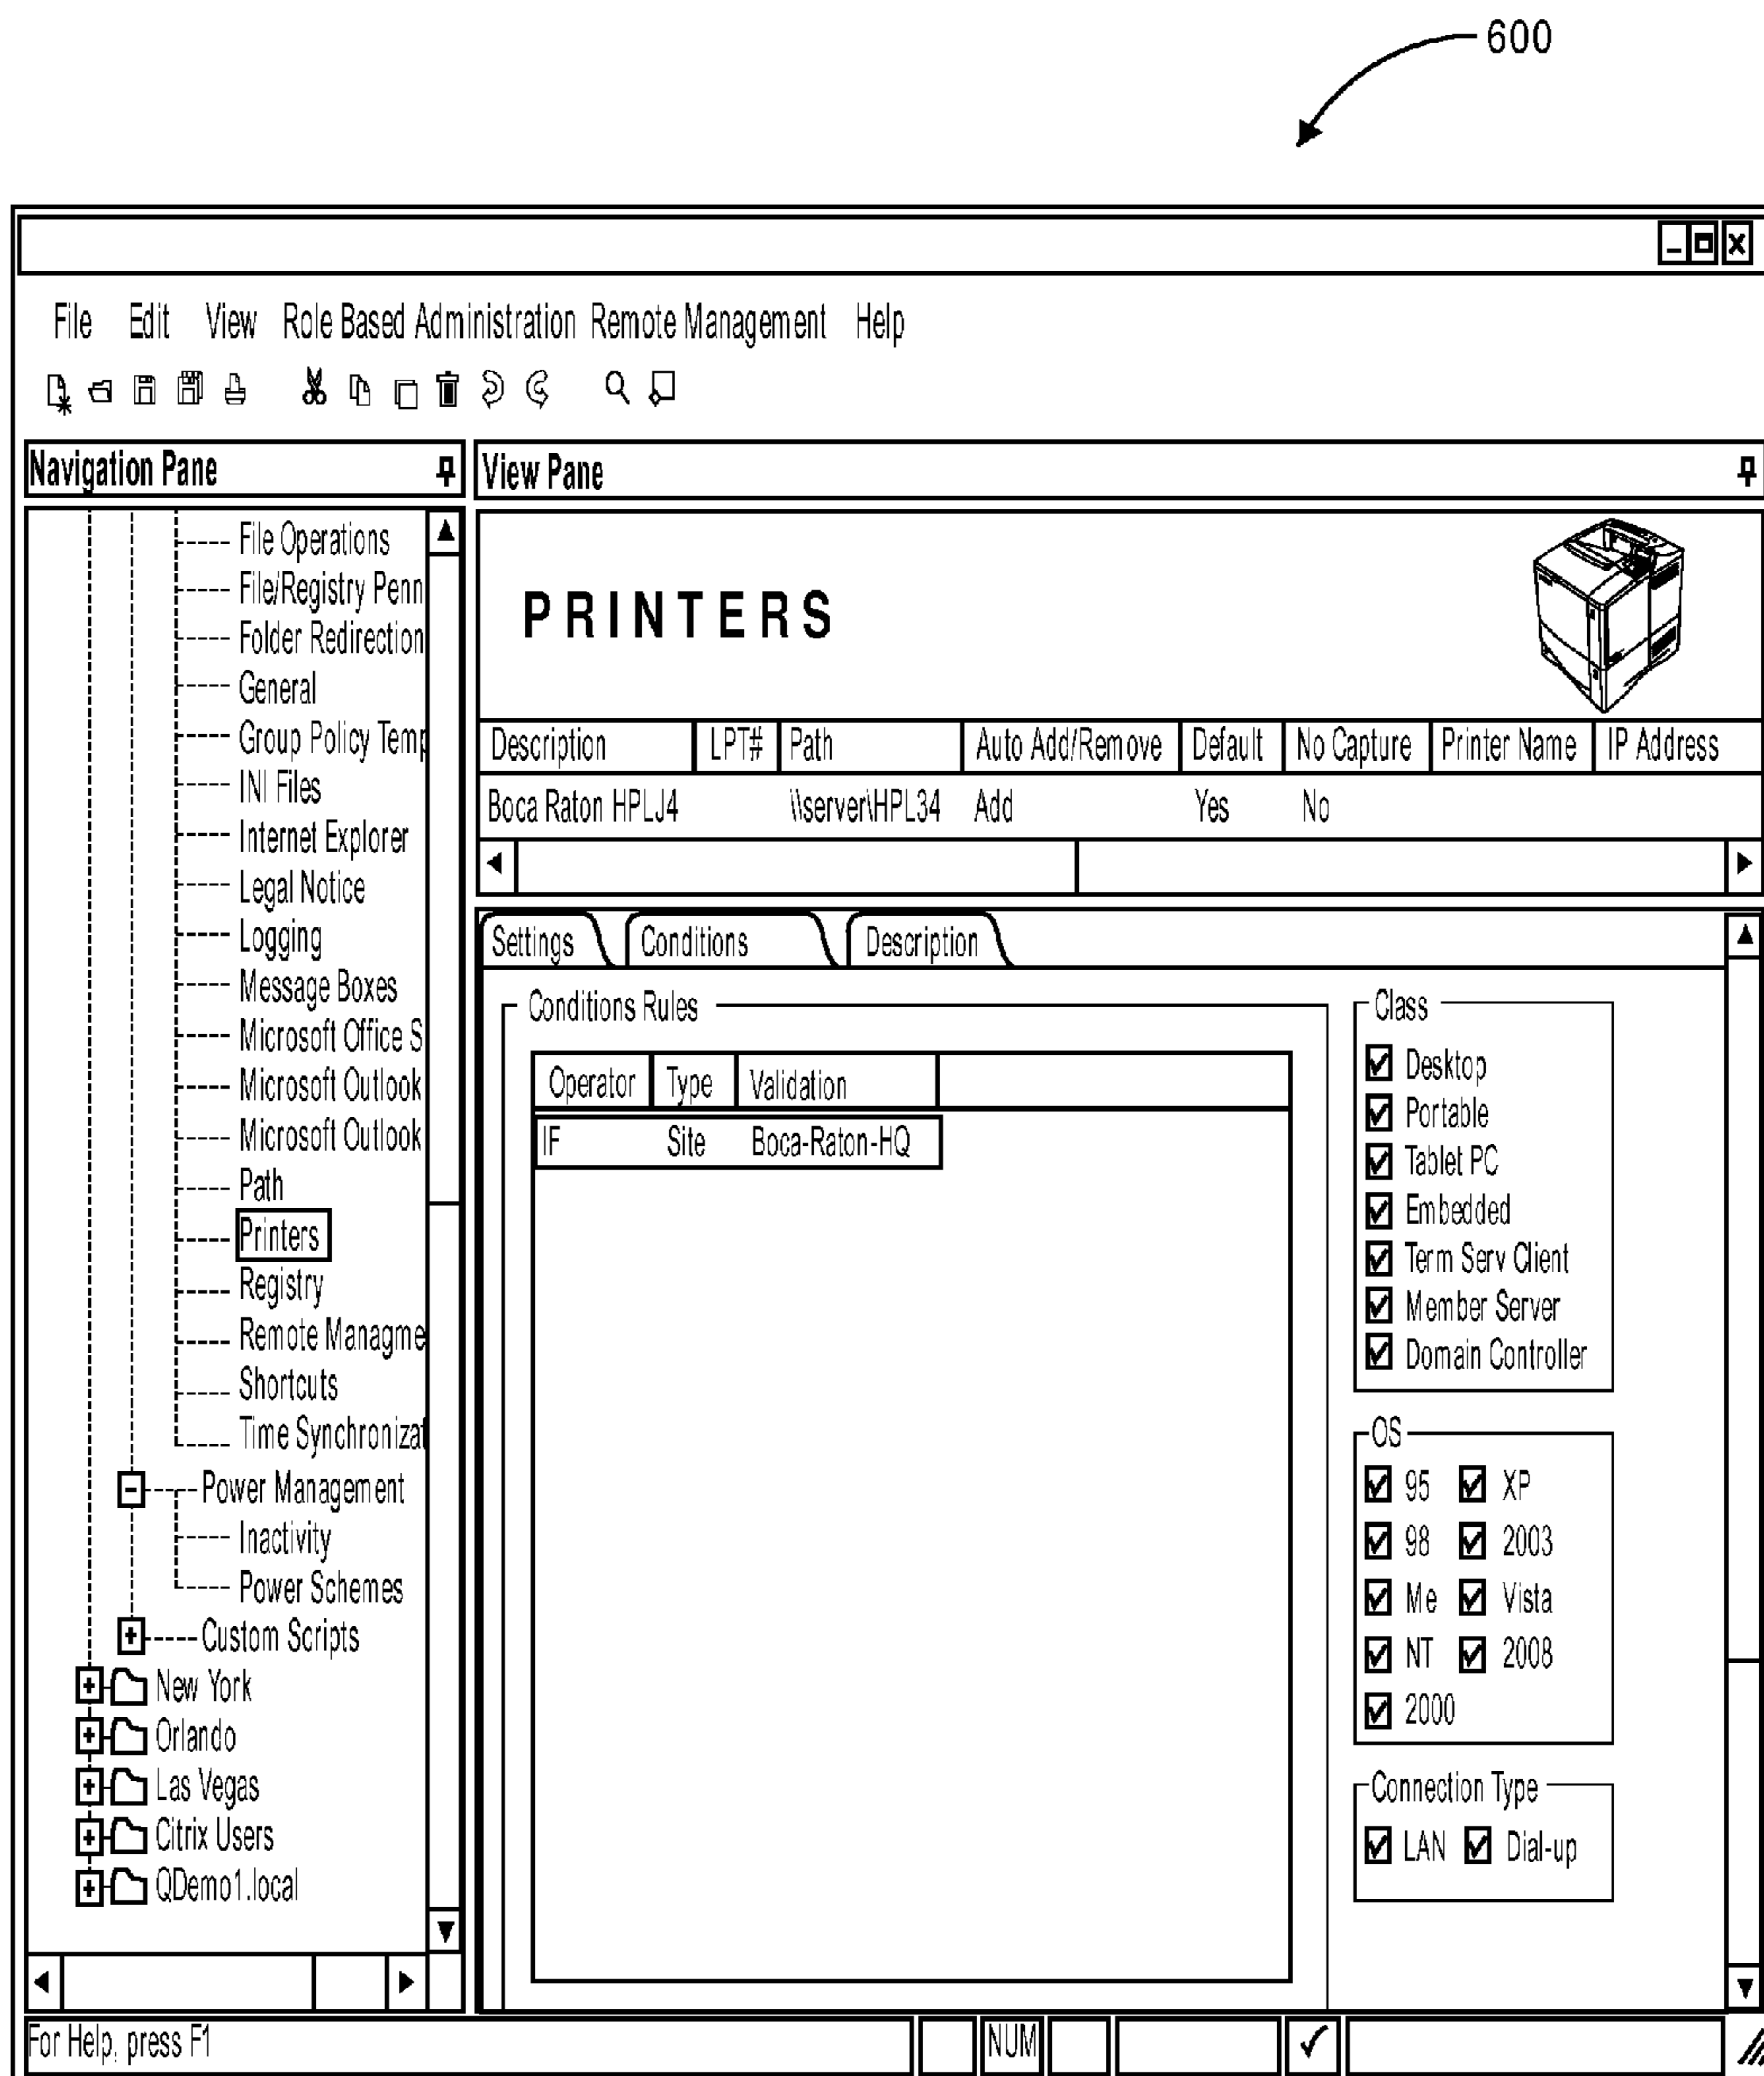 600
File Edit View Role Based Administration Remote Management Help
Navigation Pane
File Operations
File/Registry Penn
Folder Redirection
General
Group Policy Temp
INI Files
Internet Explorer
Legal Notice
Logging
Message Boxes
Microsoft Office S
Microsoft Outlook
Microsoft Outlook
Path
Printers
Registry
Remote Managme
Shortcuts
Time Synchronizat
Power Management
Inactivity
Power Schemes
Custom Scripts
New York
Orlando
Las Vegas
Citrix Users
QDemo1.local
View Pane
PRINTERS
Description LPT# Path Auto Add/Remove Default No Capture Printer Name IP Address
Boca Raton HPLJ4 \\server\HPL34 Add Yes No
Settings Conditions Description
Conditions Rules
Operator Type Validation
IF Site Boca-Raton-HQ
Class
Desktop
Portable
Tablet PC
Embedded
Term Serv Client
Member Server
Domain Controller
OS
95 XP
98 2003
Me Vista
NT 2008
2000
Connection Type
LAN Dial-up
For Help, press F1 NUM